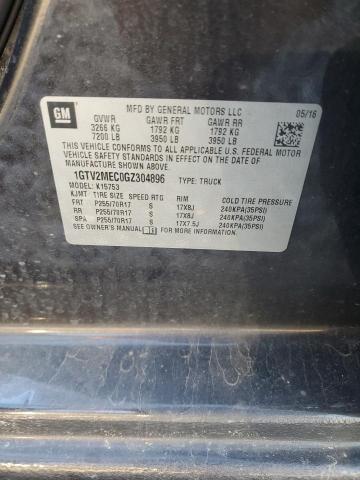 GM
MFD BY GENERAL MOTORS LLC 05/16
GVWR GAWR FRT GAWR RR
3266 KG 1792 KG 1792 KG
7200 LB 3950 LB 3950 LB
THIS VEHICLE CONFORMS TO ALL APPLICABLE U.S. FEDERAL MOTOR
VEHICLE SAFETY STANDARDS IN EFFECT ON THE DATE OF
MANUFACTURE SHOWN ABOVE.
1GTV2MEC0GZ304896 TYPE: TRUCK
MODEL: K15753
KJMT TIRE SIZE SPEED RTG RIM COLD TIRE PRESSURE
FRT P255/70R17 S 17X8J 240KPA(35PSI)
RR P255/70R17 S 17X8J 240KPA(35PSI)
SPA P255/70R17 S 17X7.5J 240KPA(35PSI)
SEE OWNER'S MANUAL FOR ADDITIONAL INFORMATION.